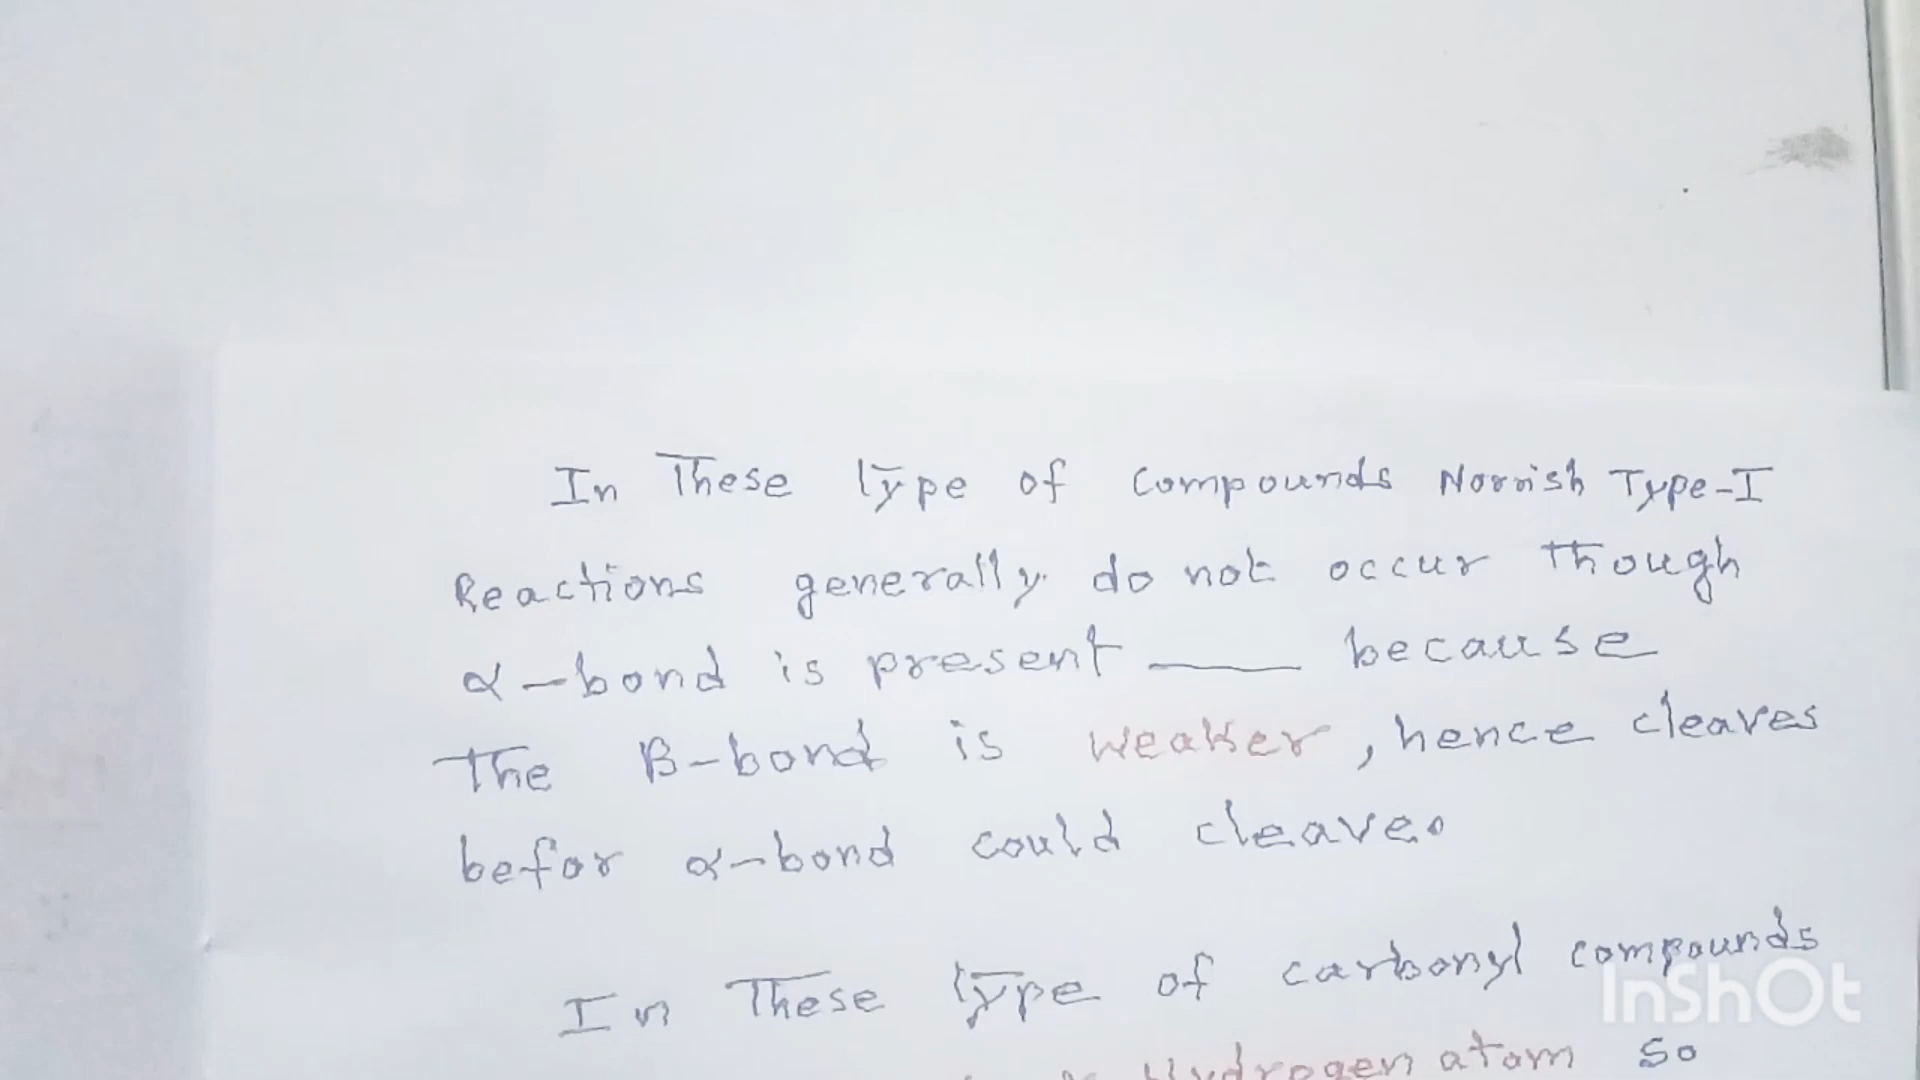 In These type of compounds Norrish Type-I
Reactions generally do not occur though
α-bond is present —— because
The β-bond is weaker, hence cleaves
befor α-bond could cleave.
In These type of carbonyl compounds
Hydrogen atom so
InShOt